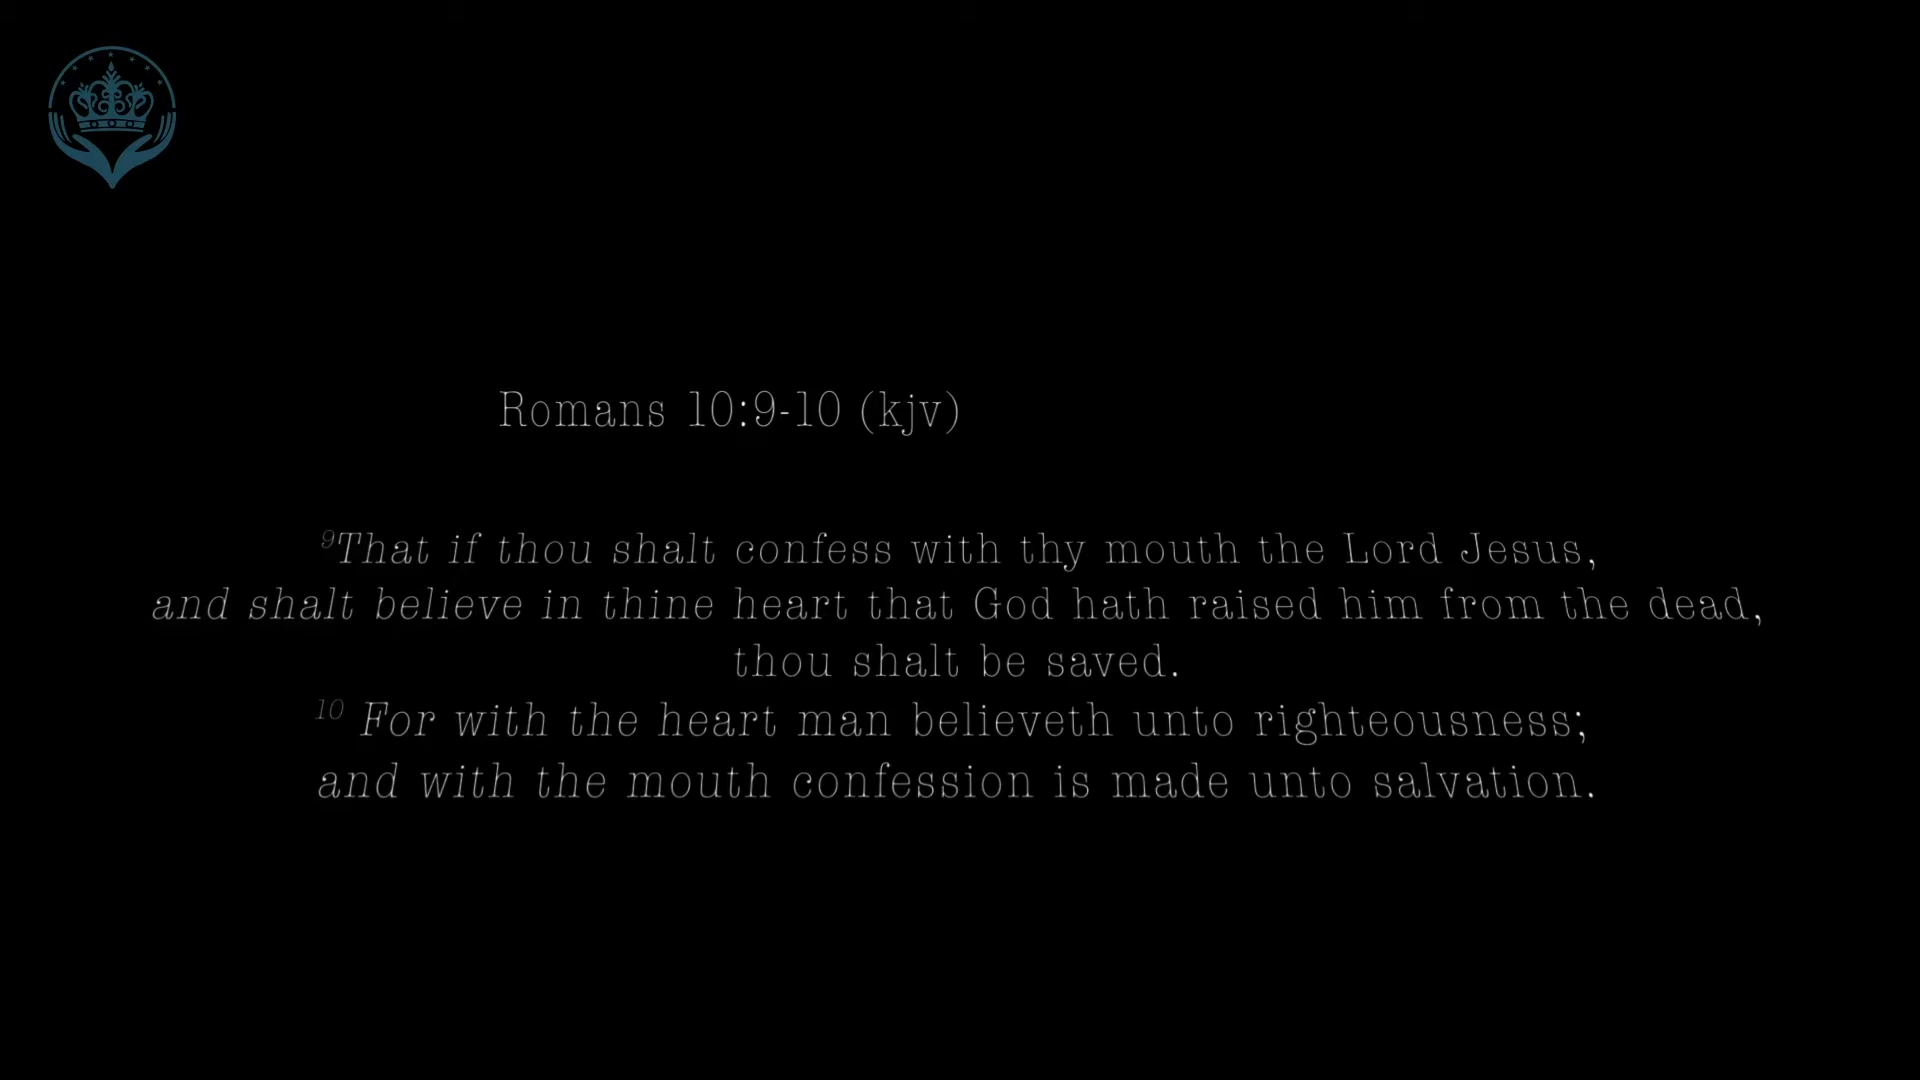 Romans 10:9-10 (kjv)
9That if thou shalt confess with thy mouth the Lord Jesus,
and shalt believe in thine heart that God hath raised him from the dead,
thou shalt be saved.
10 For with the heart man believeth unto righteousness;
and with the mouth confession is made unto salvation.